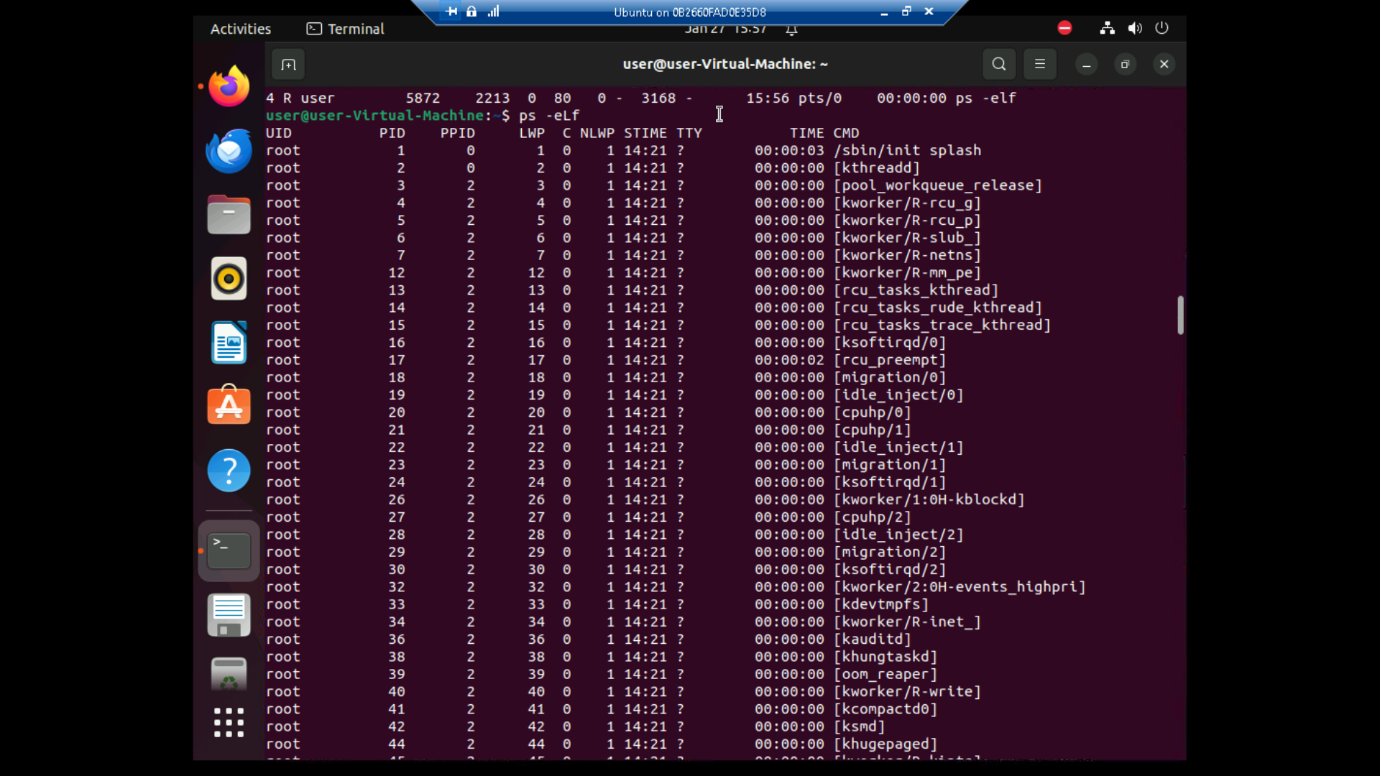 Ubuntu on 0B2660FAD0E35D8
Activities
Terminal
Jan 27 15:57
user@user-Virtual-Machine: ~
4 R user 5872 2213 0 80 0 - 3168 - 15:56 pts/0 00:00:00 ps -elf
user@user-Virtual-Machine:~$ ps -eLf
UID PID PPID LWP C NLWP STIME TTY TIME CMD
root 1 0 1 0 1 14:21 ? 00:00:03 /sbin/init splash
root 2 0 2 0 1 14:21 ? 00:00:00 [kthreadd]
root 3 2 3 0 1 14:21 ? 00:00:00 [pool_workqueue_release]
root 4 2 4 0 1 14:21 ? 00:00:00 [kworker/R-rcu_g]
root 5 2 5 0 1 14:21 ? 00:00:00 [kworker/R-rcu_p]
root 6 2 6 0 1 14:21 ? 00:00:00 [kworker/R-slub_]
root 7 2 7 0 1 14:21 ? 00:00:00 [kworker/R-netns]
root 12 2 12 0 1 14:21 ? 00:00:00 [kworker/R-mm_pe]
root 13 2 13 0 1 14:21 ? 00:00:00 [rcu_tasks_kthread]
root 14 2 14 0 1 14:21 ? 00:00:00 [rcu_tasks_rude_kthread]
root 15 2 15 0 1 14:21 ? 00:00:00 [rcu_tasks_trace_kthread]
root 16 2 16 0 1 14:21 ? 00:00:00 [ksoftirqd/0]
root 17 2 17 0 1 14:21 ? 00:00:02 [rcu_preempt]
root 18 2 18 0 1 14:21 ? 00:00:00 [migration/0]
root 19 2 19 0 1 14:21 ? 00:00:00 [idle_inject/0]
root 20 2 20 0 1 14:21 ? 00:00:00 [cpuhp/0]
root 21 2 21 0 1 14:21 ? 00:00:00 [cpuhp/1]
root 22 2 22 0 1 14:21 ? 00:00:00 [idle_inject/1]
root 23 2 23 0 1 14:21 ? 00:00:00 [migration/1]
root 24 2 24 0 1 14:21 ? 00:00:00 [ksoftirqd/1]
root 26 2 26 0 1 14:21 ? 00:00:00 [kworker/1:0H-kblockd]
root 27 2 27 0 1 14:21 ? 00:00:00 [cpuhp/2]
root 28 2 28 0 1 14:21 ? 00:00:00 [idle_inject/2]
root 29 2 29 0 1 14:21 ? 00:00:00 [migration/2]
root 30 2 30 0 1 14:21 ? 00:00:00 [ksoftirqd/2]
root 32 2 32 0 1 14:21 ? 00:00:00 [kworker/2:0H-events_highpri]
root 33 2 33 0 1 14:21 ? 00:00:00 [kdevtmpfs]
root 34 2 34 0 1 14:21 ? 00:00:00 [kworker/R-inet_]
root 36 2 36 0 1 14:21 ? 00:00:00 [kauditd]
root 38 2 38 0 1 14:21 ? 00:00:00 [khungtaskd]
root 39 2 39 0 1 14:21 ? 00:00:00 [oom_reaper]
root 40 2 40 0 1 14:21 ? 00:00:00 [kworker/R-write]
root 41 2 41 0 1 14:21 ? 00:00:00 [kcompactd0]
root 42 2 42 0 1 14:21 ? 00:00:00 [ksmd]
root 44 2 44 0 1 14:21 ? 00:00:00 [khugepaged]